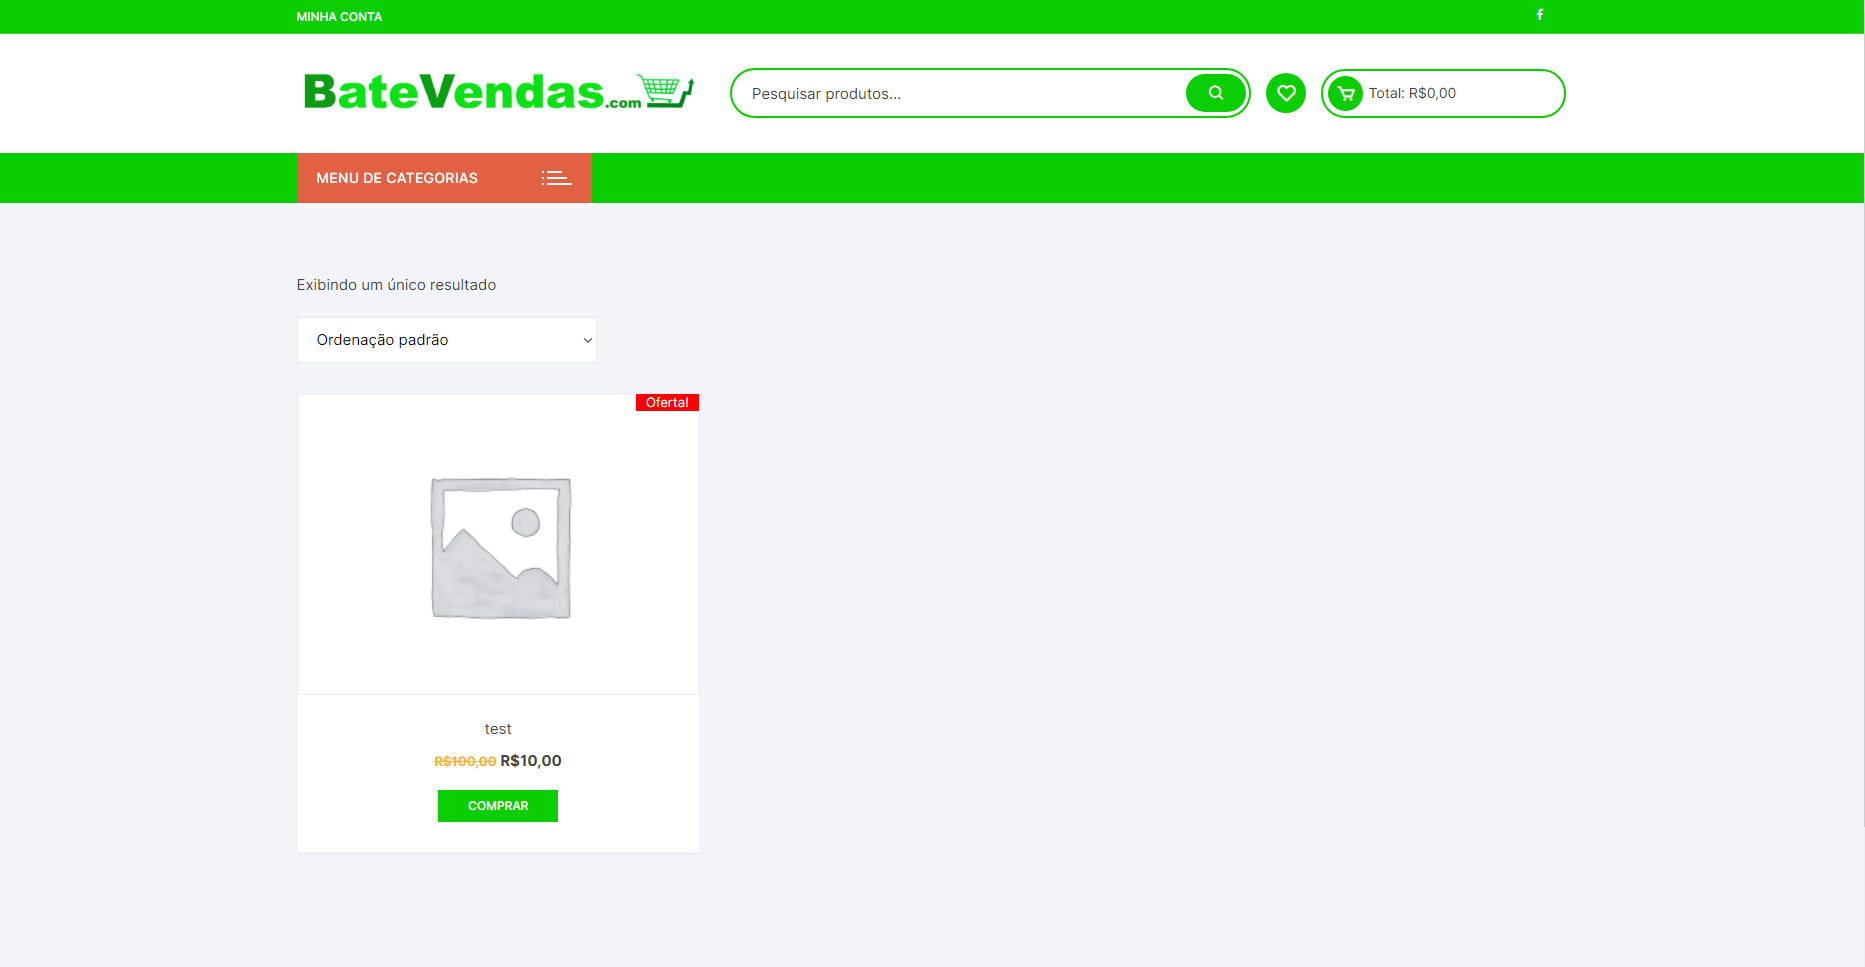 MINHA CONTA
BateVendas.com
Pesquisar produtos...
Total: R$0,00
MENU DE CATEGORIAS
Exibindo um único resultado
Ordenação padrão
Oferta!
test
R$100,00 R$10,00
COMPRAR